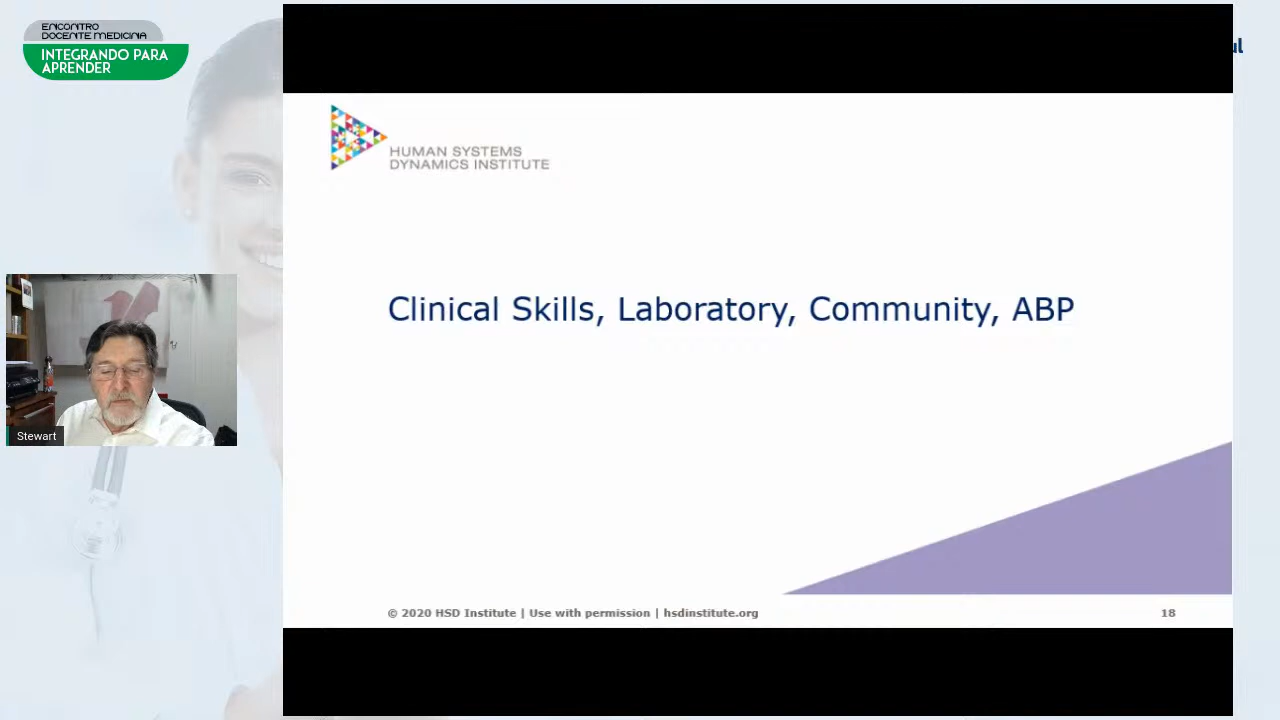 ENCONTRO
DOCENTE MEDICINA
INTEGRANDO PARA
APRENDER
ul
HUMAN SYSTEMS
DYNAMICS INSTITUTE
Clinical Skills, Laboratory, Community, ABP
Stewart
© 2020 HSD Institute | Use with permission | hsdinstitute.org
18